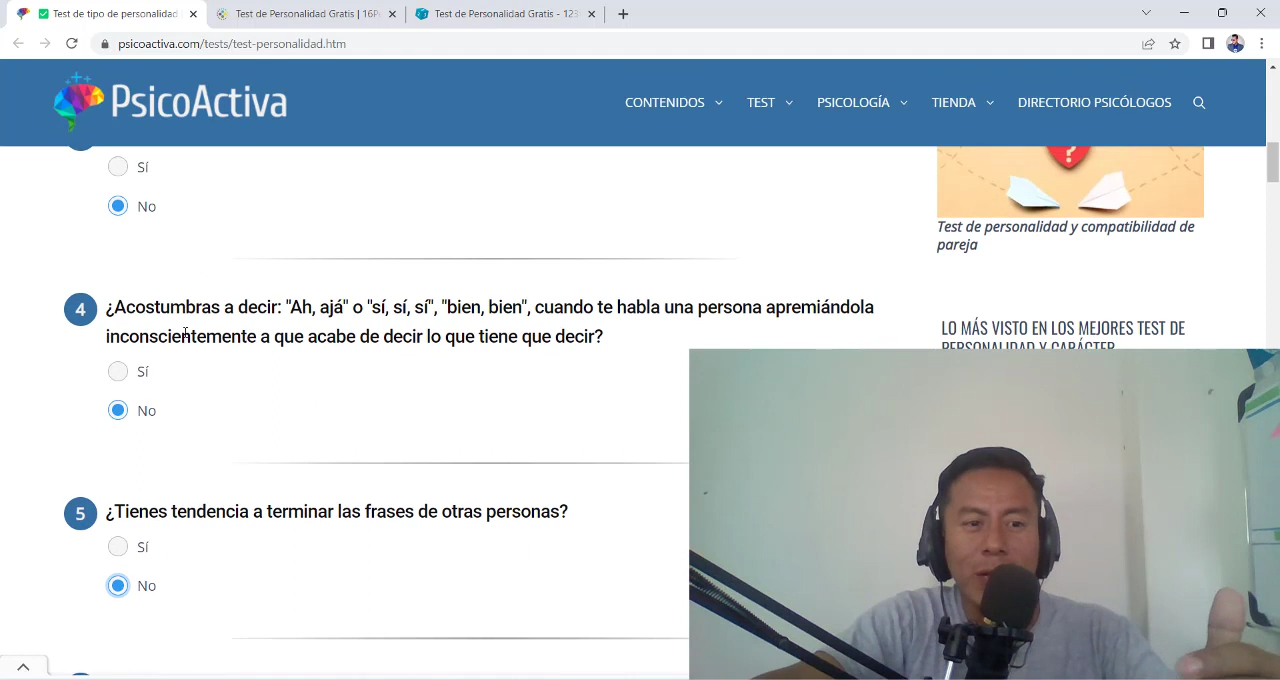 Test de tipo de personalidad
Test de Personalidad Gratis | 16P
Test de Personalidad Gratis - 123
psicoactiva.com/tests/test-personalidad.htm
PsicoActiva
CONTENIDOS
TEST
PSICOLOGÍA
TIENDA
DIRECTORIO PSICÓLOGOS
Sí
No
?
Test de personalidad y compatibilidad de
pareja
4
¿Acostumbras a decir: "Ah, ajá" o "sí, sí, sí", "bien, bien", cuando te habla una persona apremiándola
inconscientemente a que acabe de decir lo que tiene que decir?
Sí
No
LO MÁS VISTO EN LOS MEJORES TEST DE
PERSONALIDAD Y CARÁCTER
5
¿Tienes tendencia a terminar las frases de otras personas?
Sí
No